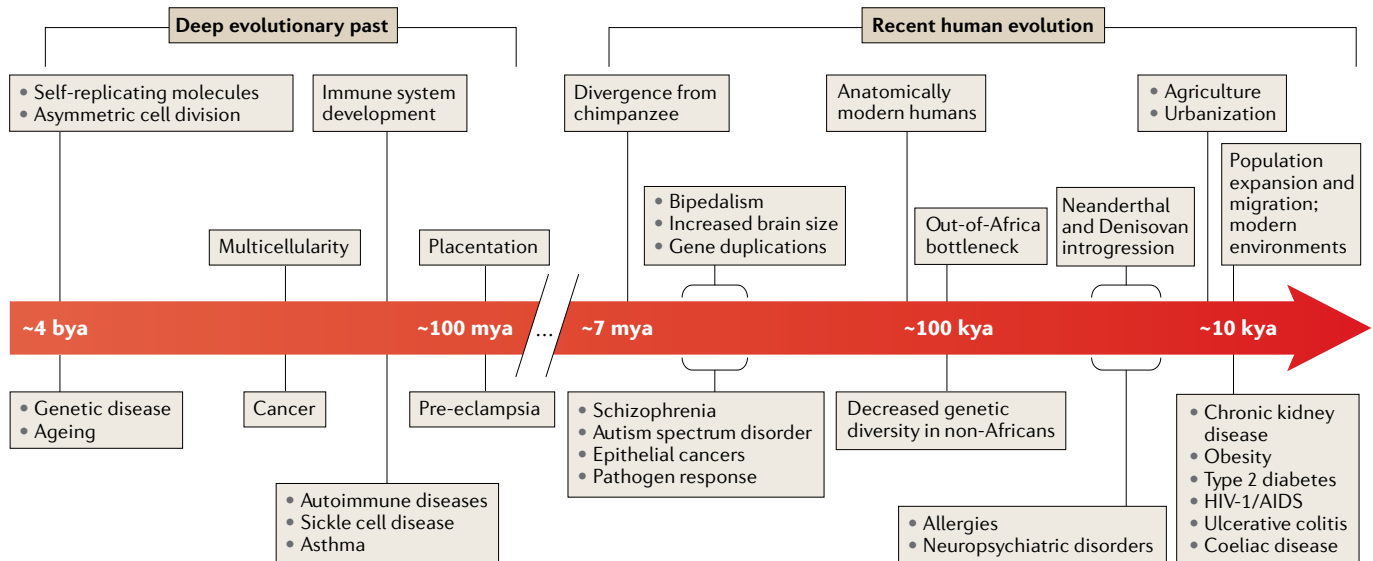 Deep evolutionary past
Recent human evolution
• Self-replicating molecules
• Asymmetric cell division
Immune system
development
Divergence from
chimpanzee
Anatomically
modern humans
• Agriculture
• Urbanization
Multicellularity
Placentation
• Bipedalism
• Increased brain size
• Gene duplications
Out-of-Africa
bottleneck
Neanderthal
and Denisovan
introgression
Population
expansion and
migration;
modern
environments
~4 bya
~100 mya
...
~7 mya
~100 kya
~10 kya
• Genetic disease
• Ageing
Cancer
• Autoimmune diseases
• Sickle cell disease
• Asthma
Pre-eclampsia
• Schizophrenia
• Autism spectrum disorder
• Epithelial cancers
• Pathogen response
Decreased genetic
diversity in non-Africans
• Allergies
• Neuropsychiatric disorders
• Chronic kidney
disease
• Obesity
• Type 2 diabetes
• HIV-1/AIDS
• Ulcerative colitis
• Coeliac disease